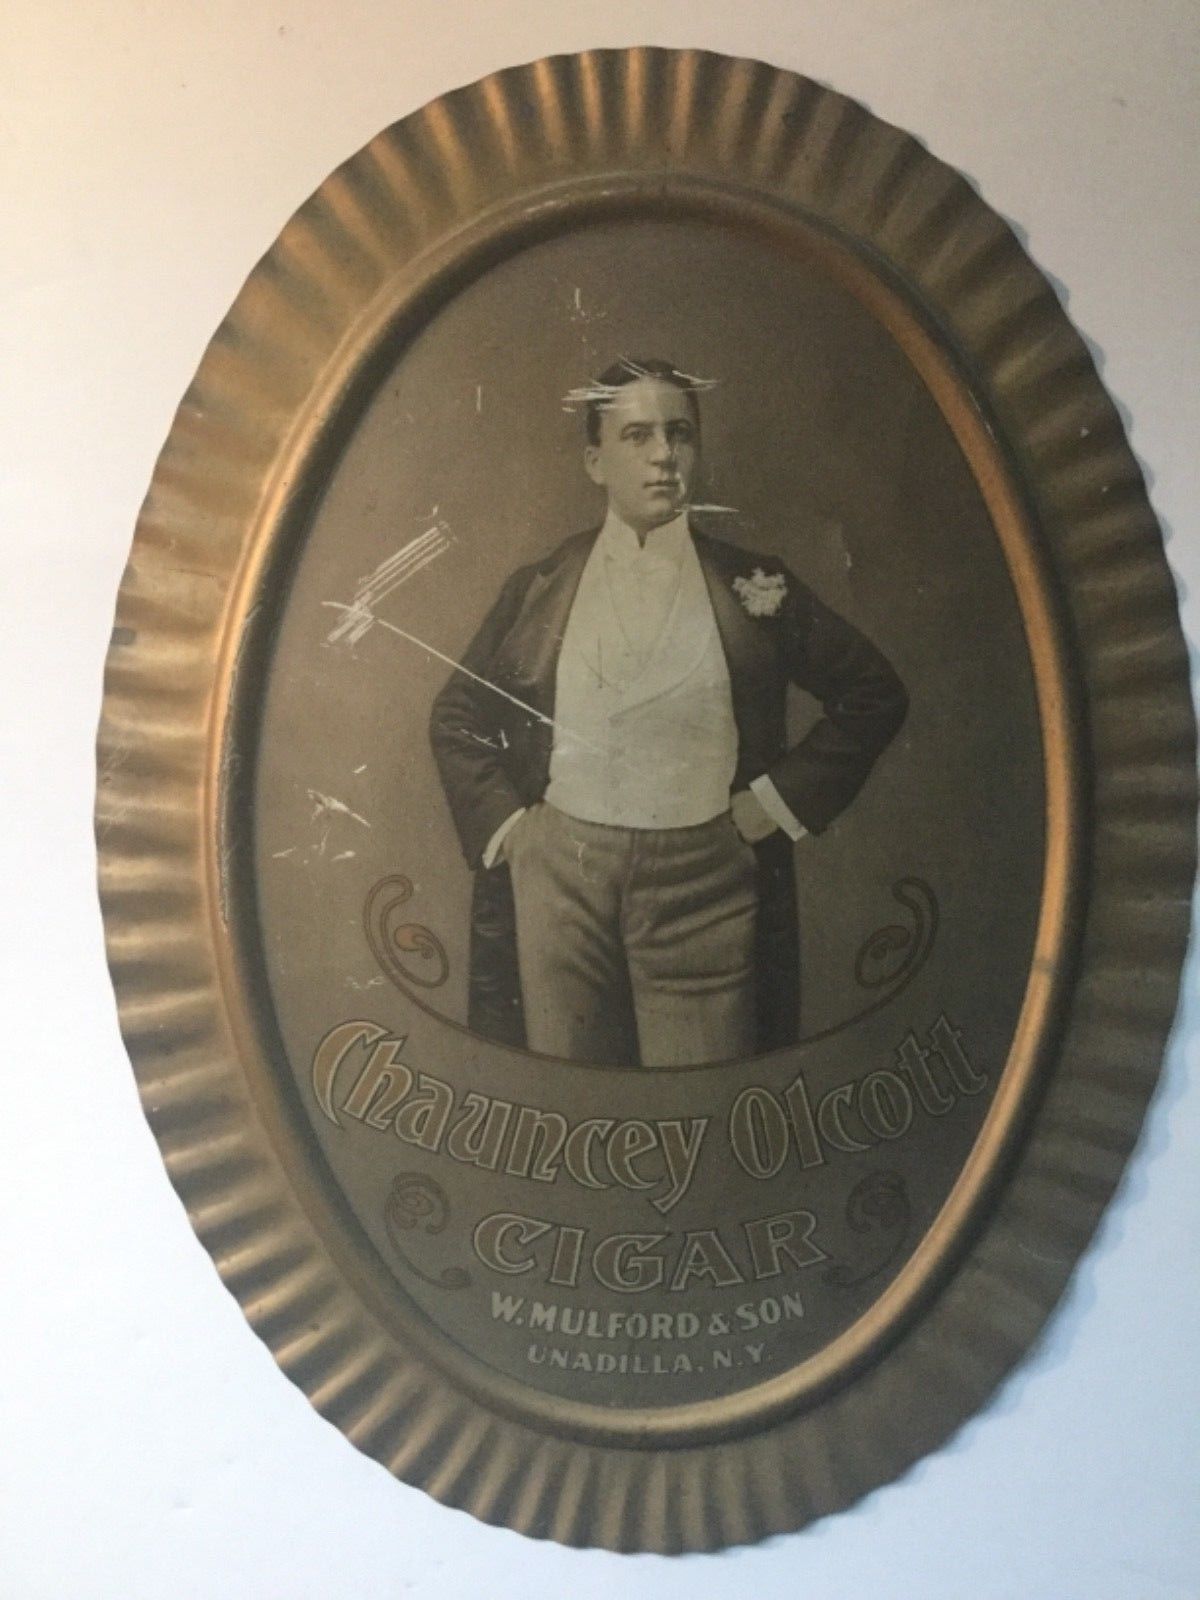 Chauncey Olcott
CIGAR
W. MULFORD & SON
UNADILLA, N.Y.